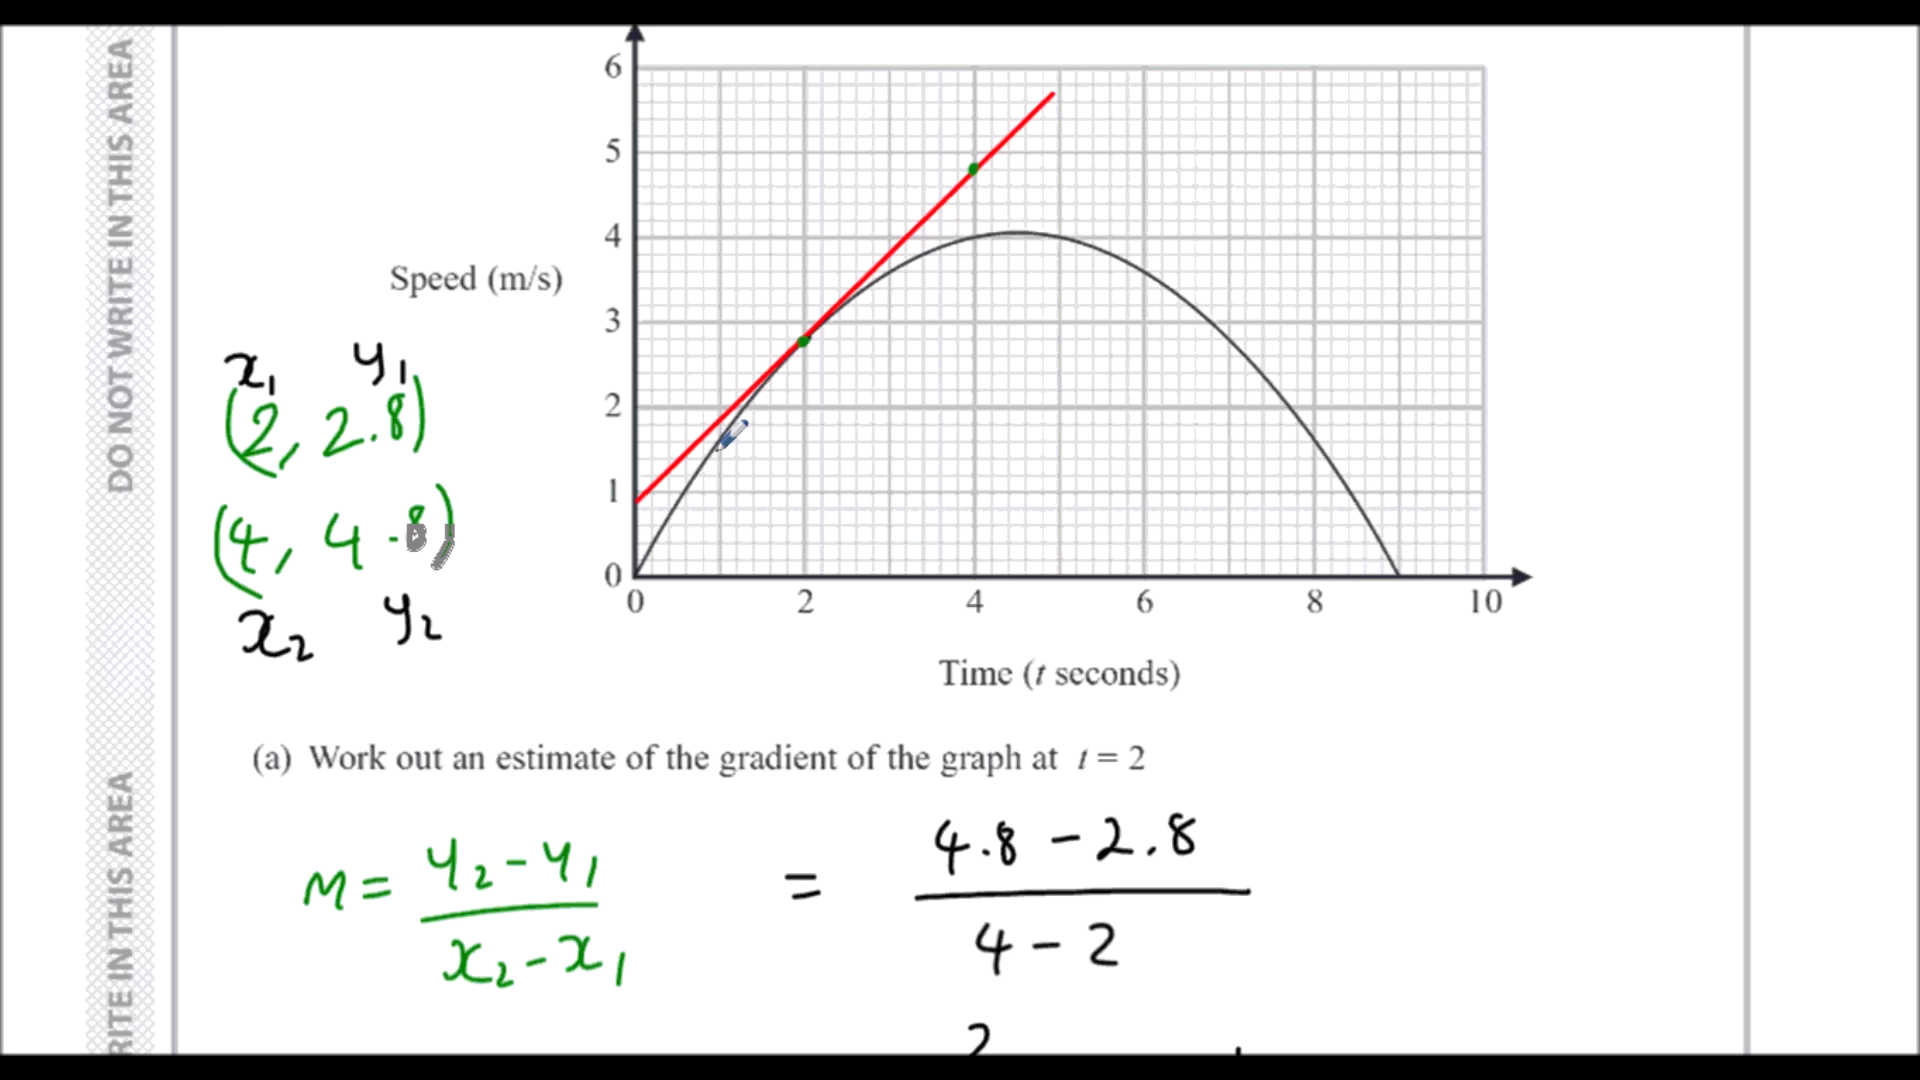 DO NOT WRITE IN THIS AREA
RITE IN THIS AREA
6
5
4
3
2
1
0
Speed (m/s)
0 2 4 6 8 10
Time (t seconds)
x₁ y₁
(2, 2.8)
(4, 4.8)
x₂ y₂
(a) Work out an estimate of the gradient of the graph at t = 2
m = y₂ - y₁ / x₂ - x₁ = 4.8 - 2.8 / 4 - 2
2